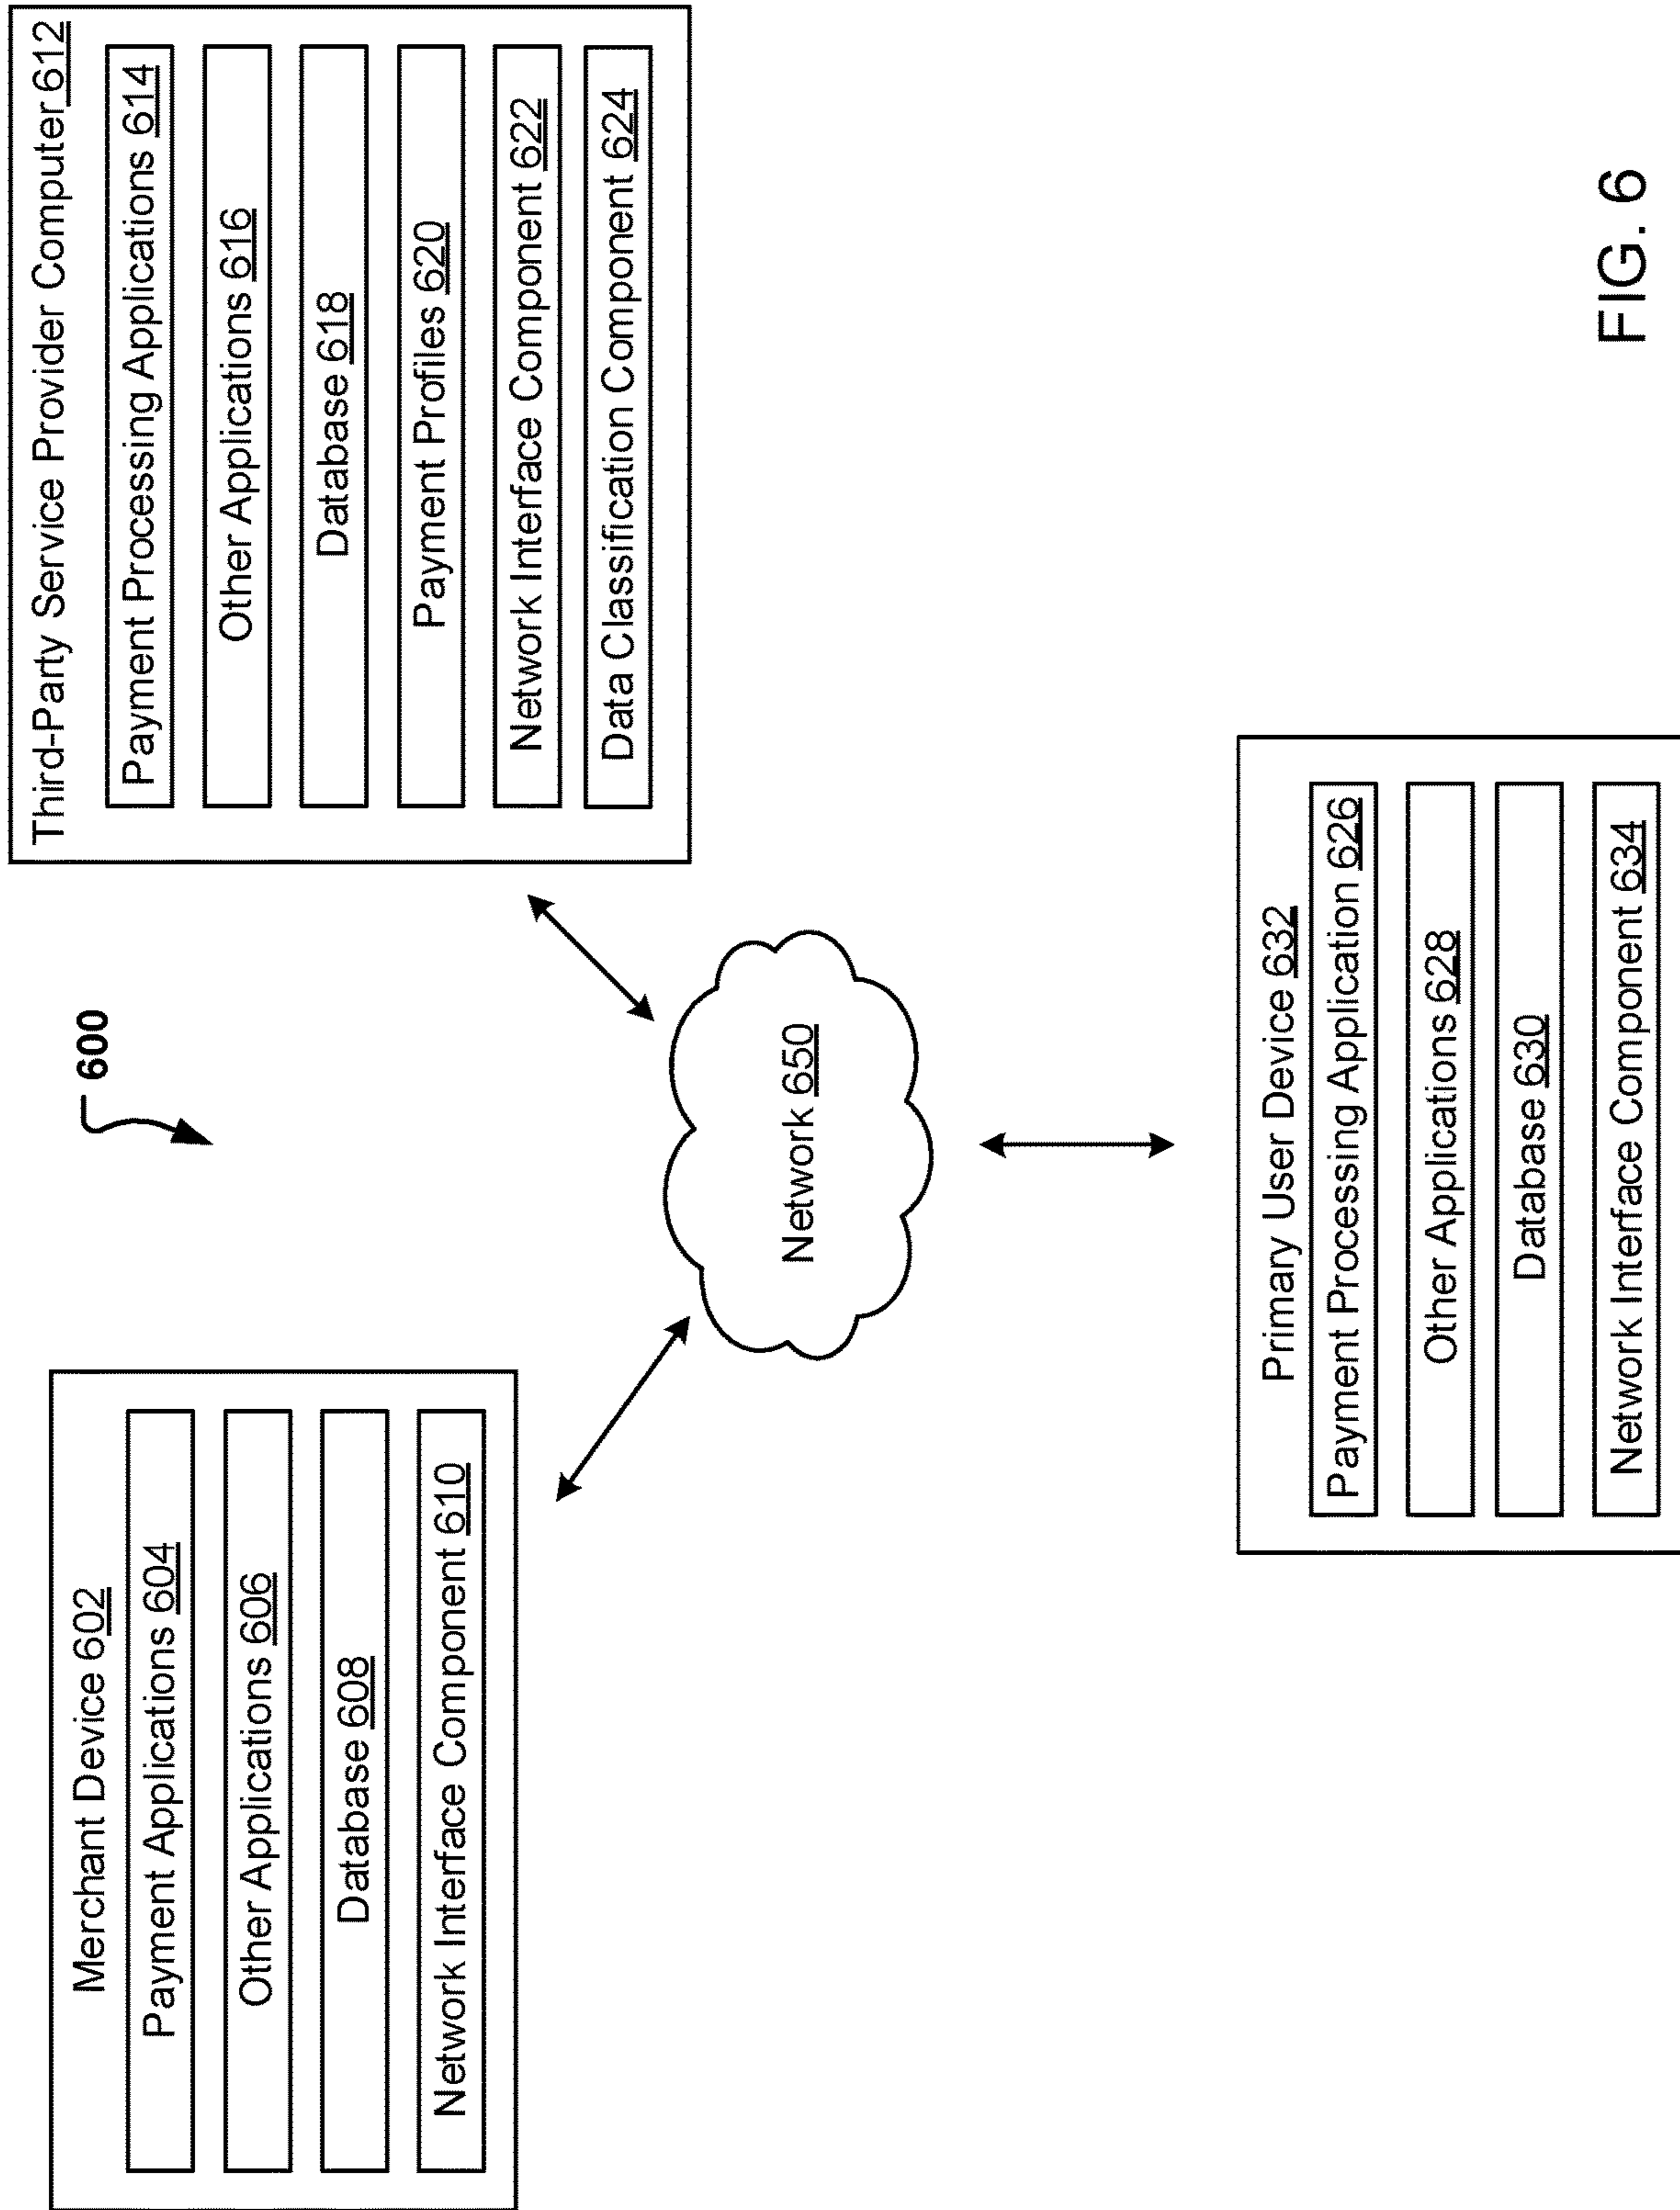 600
Merchant Device 602
Payment Applications 604
Other Applications 606
Database 608
Network Interface Component 610
Third-Party Service Provider Computer 612
Payment Processing Applications 614
Other Applications 616
Database 618
Payment Profiles 620
Network Interface Component 622
Data Classification Component 624
Network 650
Primary User Device 632
Payment Processing Application 626
Other Applications 628
Database 630
Network Interface Component 634
FIG. 6